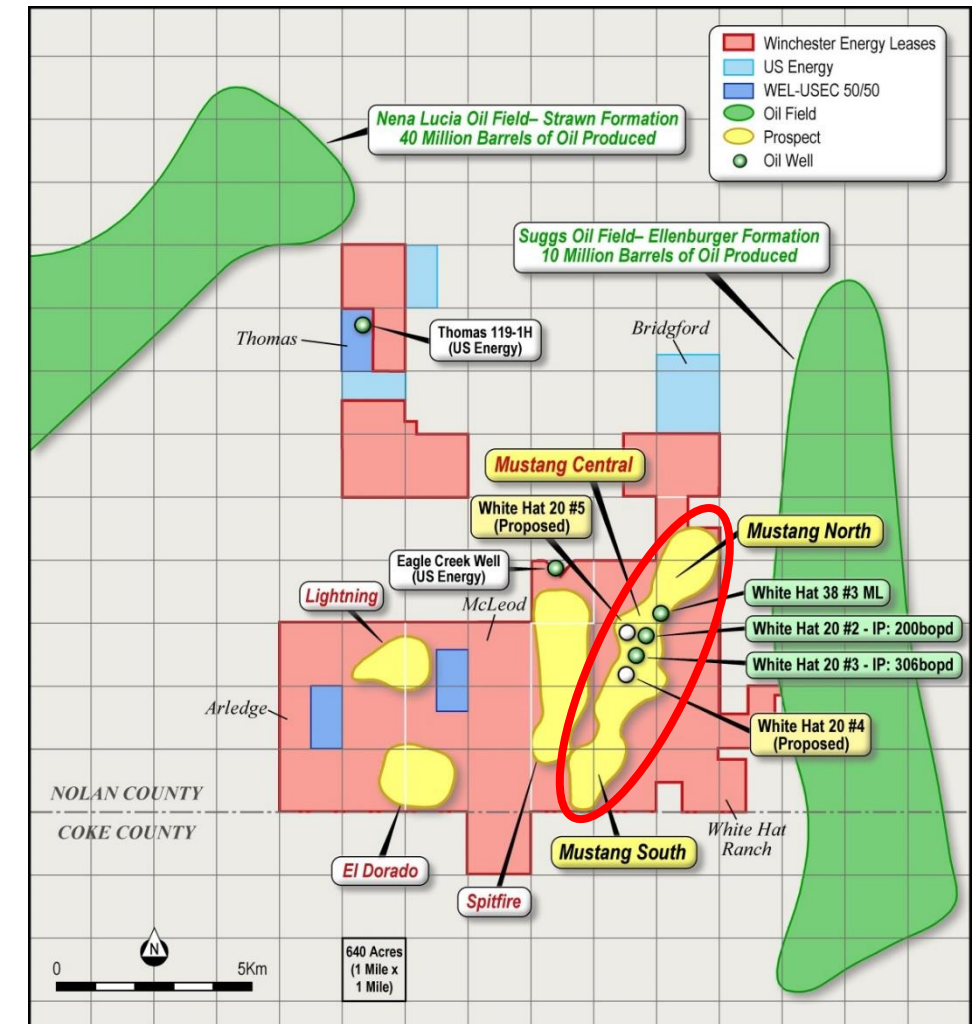 Winchester Energy Leases
US Energy
WEL-USEC 50/50
Oil Field
Prospect
Oil Well
Nena Lucia Oil Field– Strawn Formation
40 Million Barrels of Oil Produced
Suggs Oil Field– Ellenburger Formation
10 Million Barrels of Oil Produced
Thomas
Thomas 119-1H
(US Energy)
Bridgford
Mustang Central
White Hat 20 #5
(Proposed)
Mustang North
Eagle Creek Well
(US Energy)
Lightning
McLeod
White Hat 38 #3 ML
White Hat 20 #2 - IP: 200bopd
White Hat 20 #3 - IP: 306bopd
Arledge
White Hat 20 #4
(Proposed)
NOLAN COUNTY
COKE COUNTY
White Hat
Ranch
Mustang South
El Dorado
Spitfire
N
0
5Km
640 Acres
(1 Mile x
1 Mile)